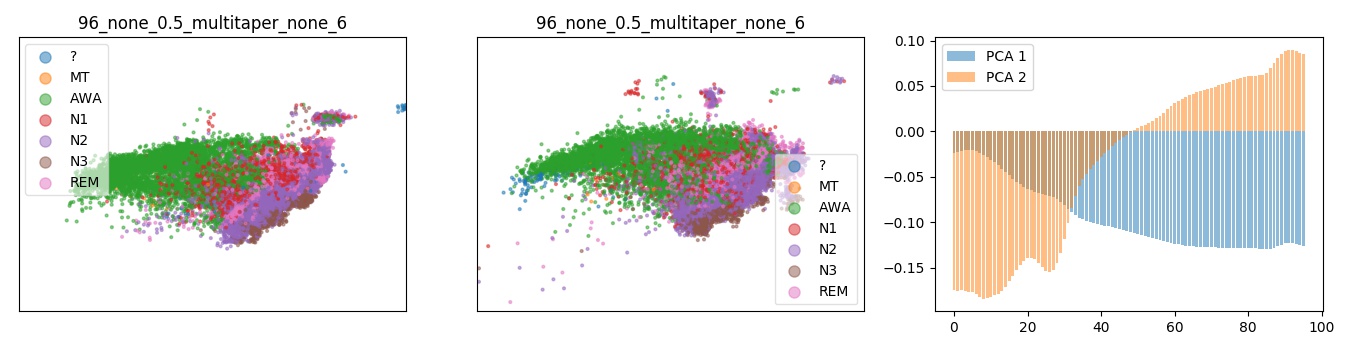 96_none_0.5_multitaper_none_6
?
MT
AWA
N1
N2
N3
REM
96_none_0.5_multitaper_none_6
?
MT
AWA
N1
N2
N3
REM
PCA 1
PCA 2
0.10
0.05
0.00
−0.05
−0.10
−0.15
0 20 40 60 80 100